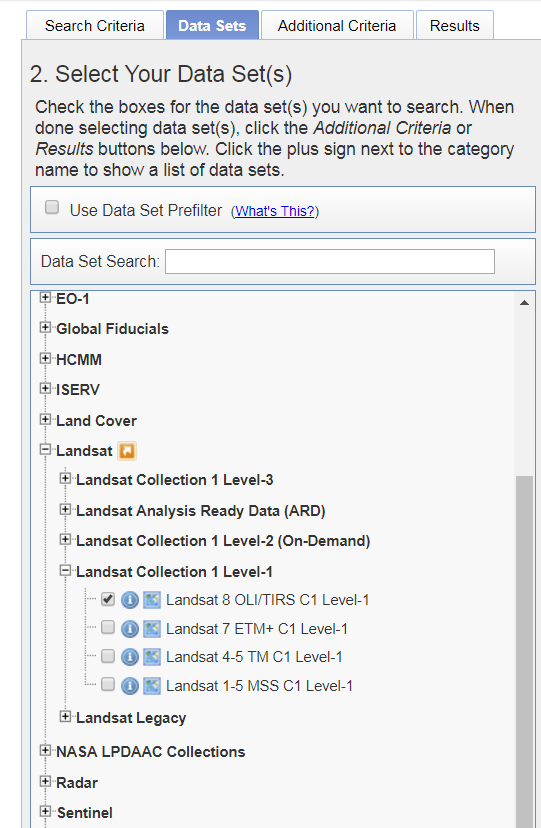 Search Criteria
Data Sets
Additional Criteria
Results
2. Select Your Data Set(s)
Check the boxes for the data set(s) you want to search. When
done selecting data set(s), click the Additional Criteria or
Results buttons below. Click the plus sign next to the category
name to show a list of data sets.
Use Data Set Prefilter (What's This?)
Data Set Search:
EO-1
Global Fiducials
HCMM
ISERV
Land Cover
Landsat
Landsat Collection 1 Level-3
Landsat Analysis Ready Data (ARD)
Landsat Collection 1 Level-2 (On-Demand)
Landsat Collection 1 Level-1
Landsat 8 OLI/TIRS C1 Level-1
Landsat 7 ETM+ C1 Level-1
Landsat 4-5 TM C1 Level-1
Landsat 1-5 MSS C1 Level-1
Landsat Legacy
NASA LPDAAC Collections
Radar
Sentinel